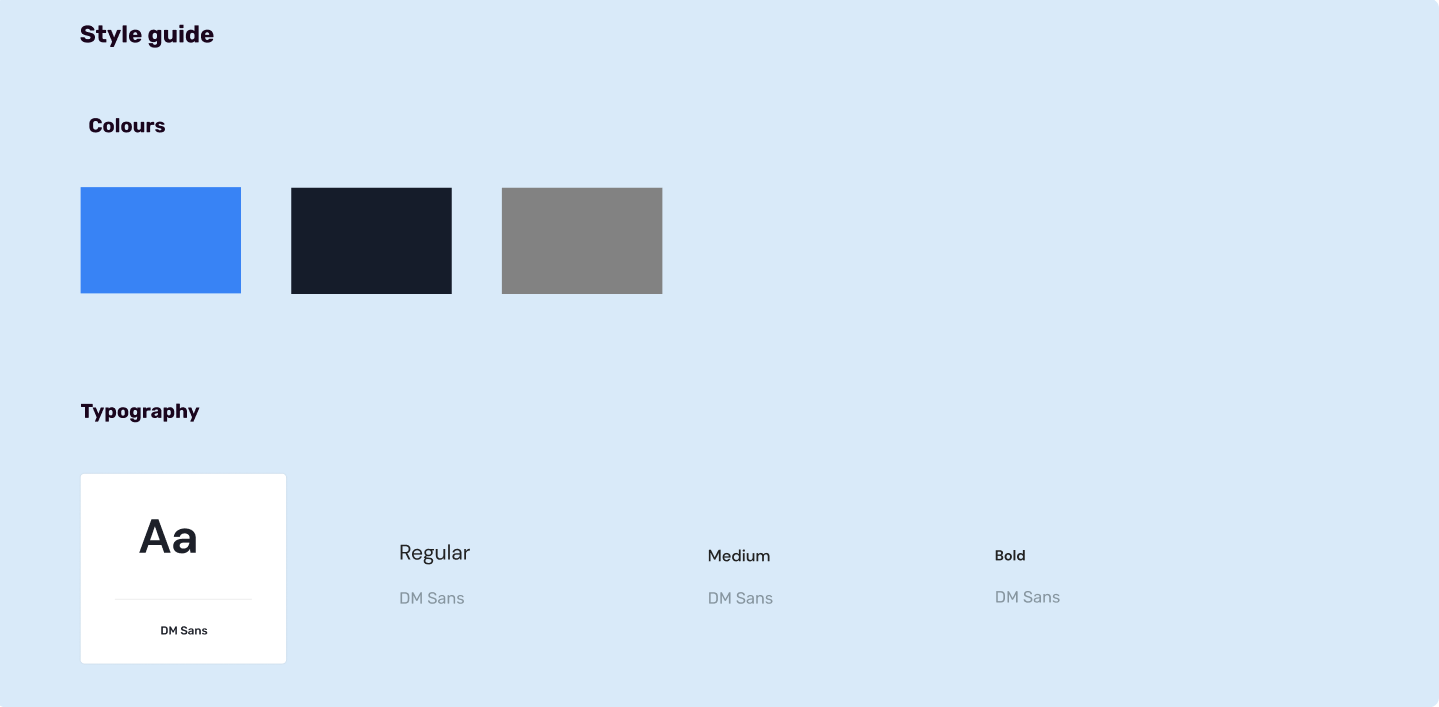 Style guide
Colours
Typography
Aa
DM Sans
Regular
DM Sans
Medium
DM Sans
Bold
DM Sans